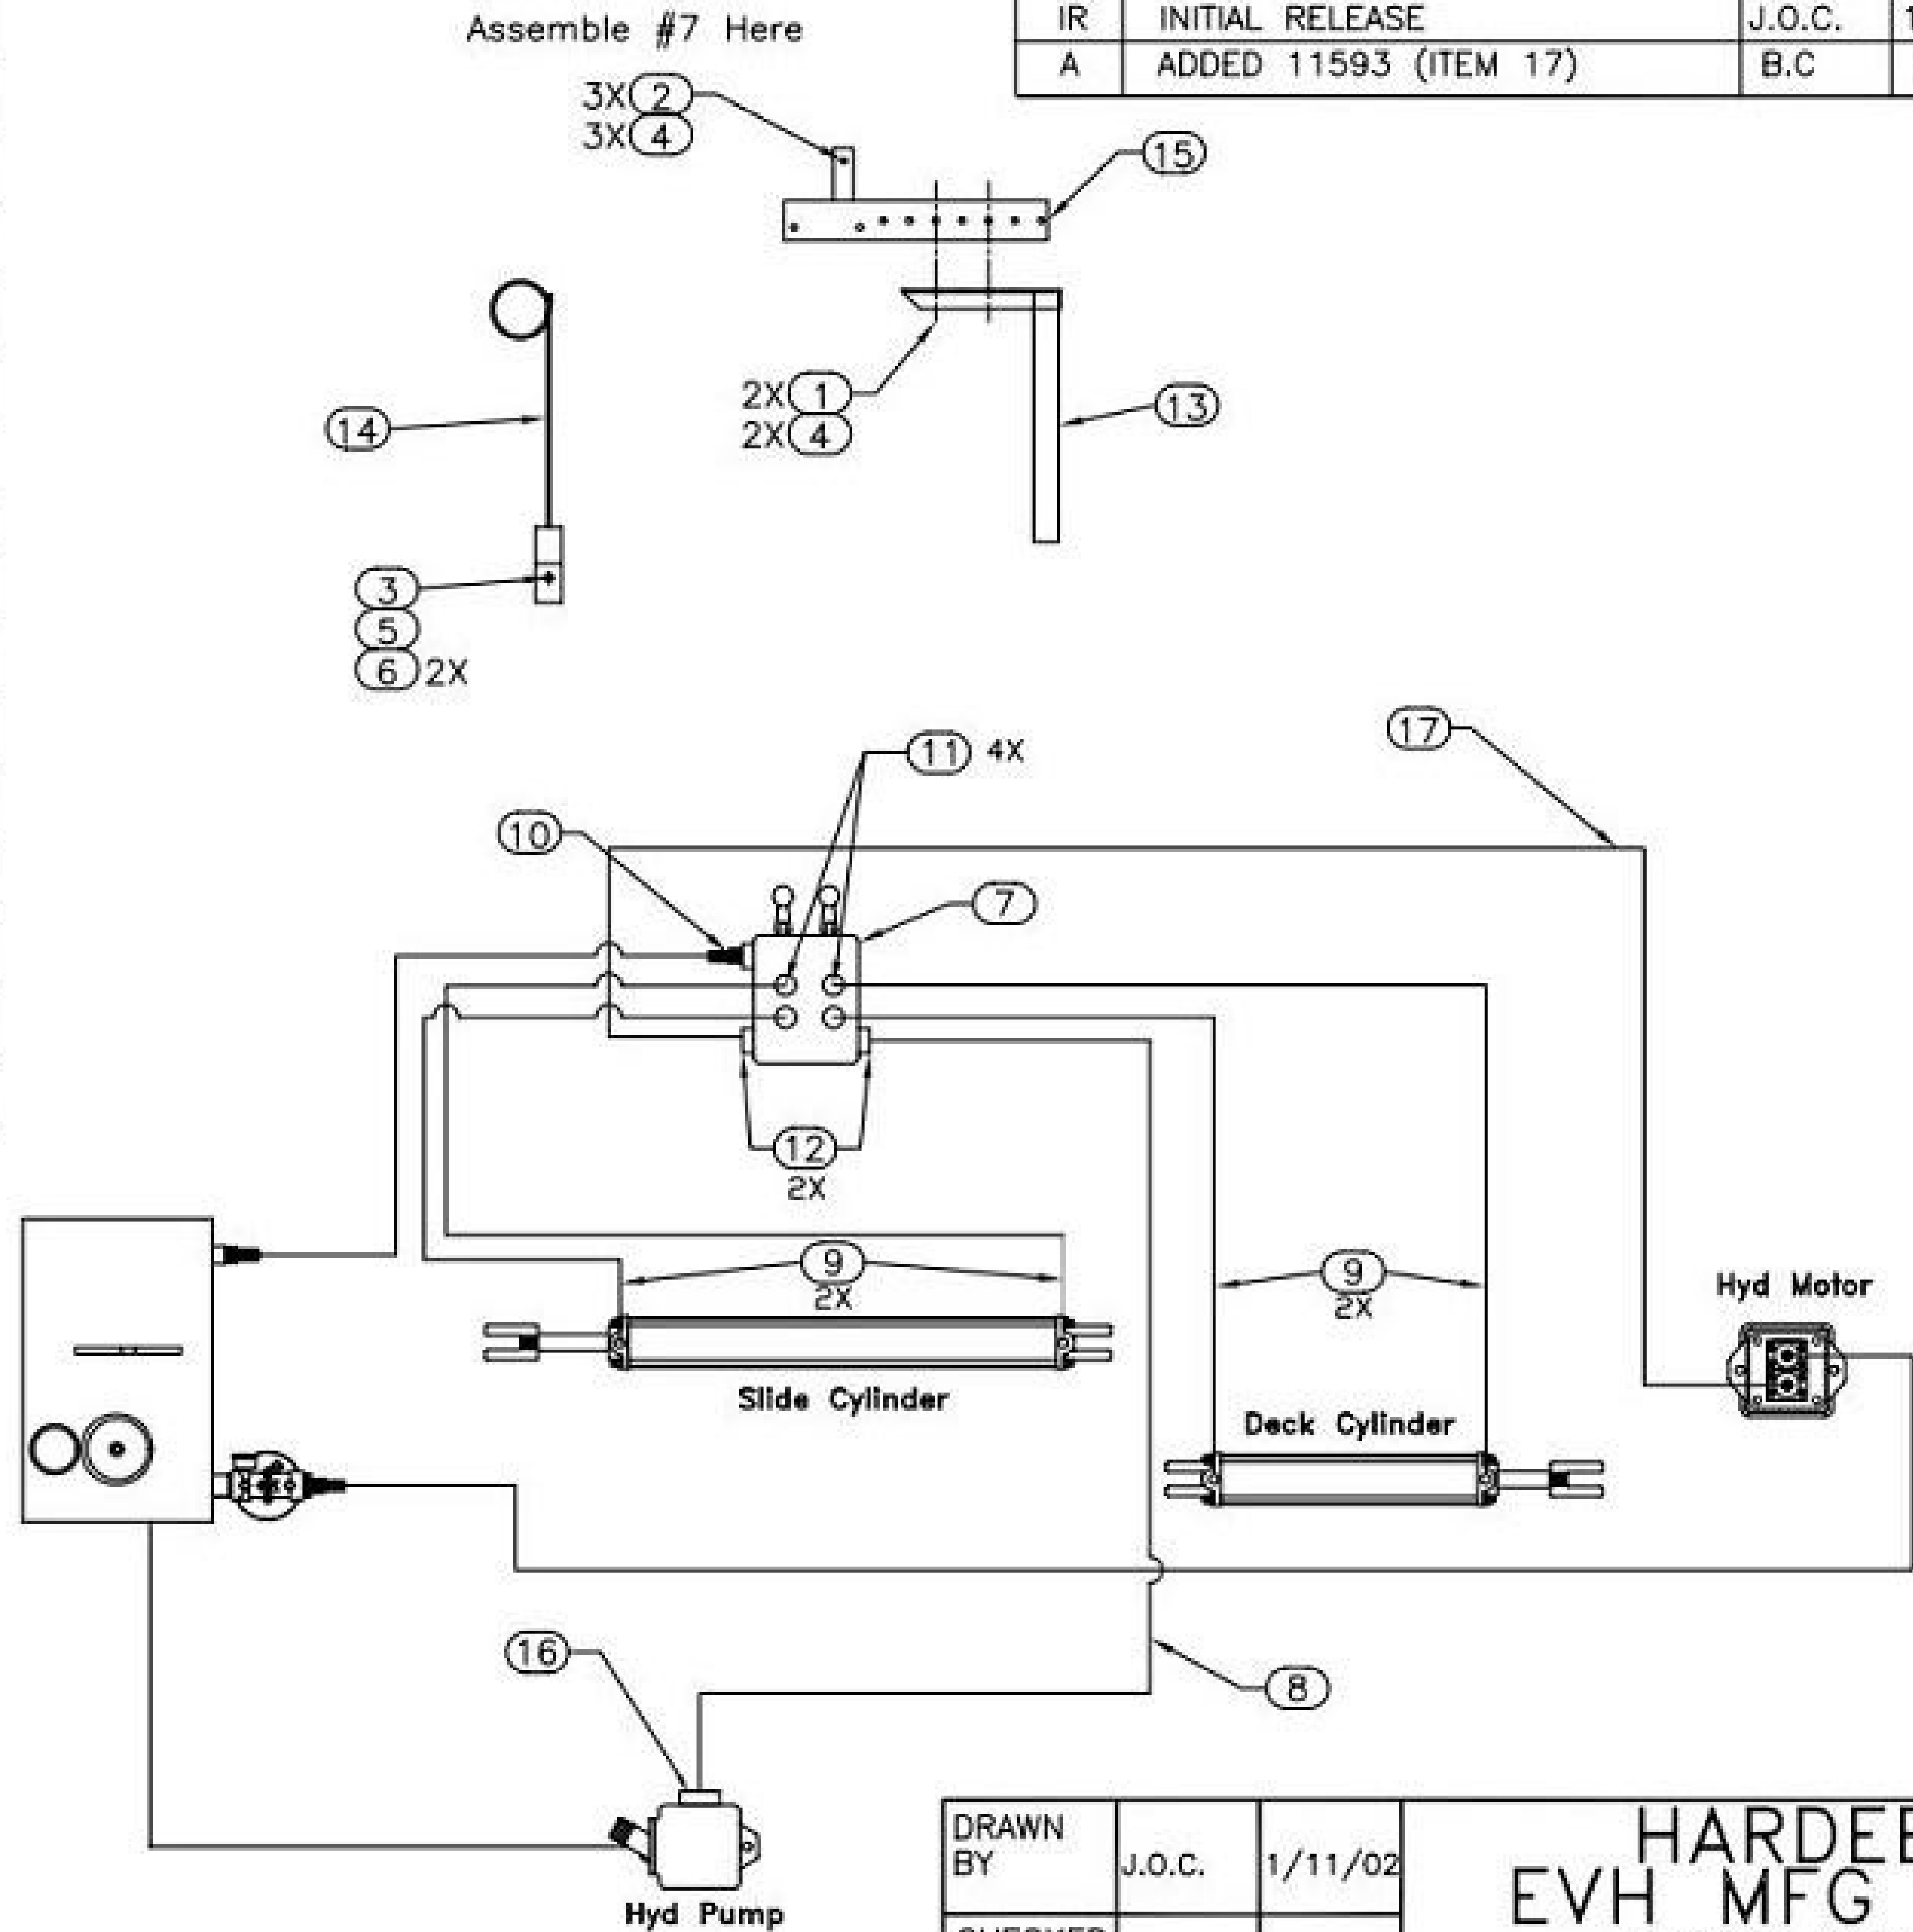 Assemble #7 Here
IR INITIAL RELEASE J.O.C. 1
A ADDED 11593 (ITEM 17) B.C
3X 2
3X 4
15
2X 1
2X 4
13
14
3
5
6 2X
17
11 4X
10
7
12
2X
9
2X
9
2X
Hyd Motor
Slide Cylinder
Deck Cylinder
16
8
Hyd Pump
DRAWN BY J.O.C. 1/11/02
HARDEE
EVH MFG
CHECKED